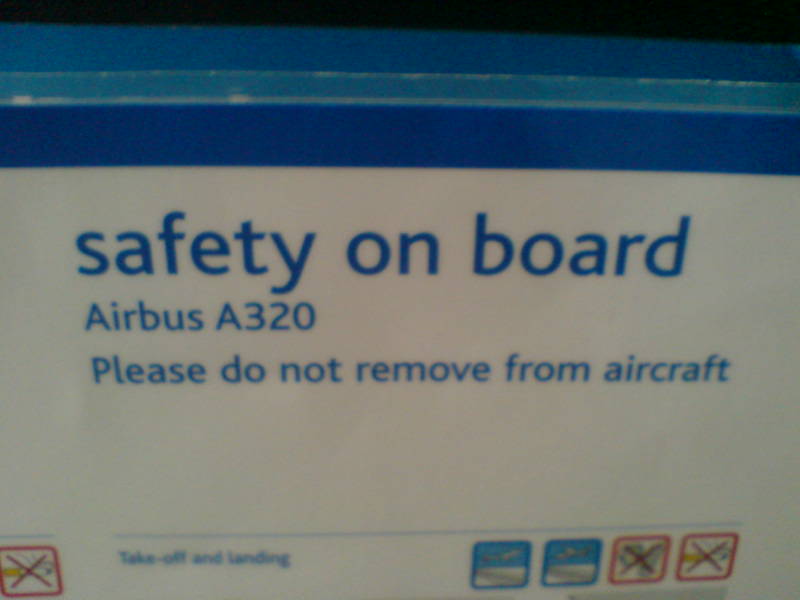 safety on board
Airbus A320
Please do not remove from aircraft
Take-off and landing